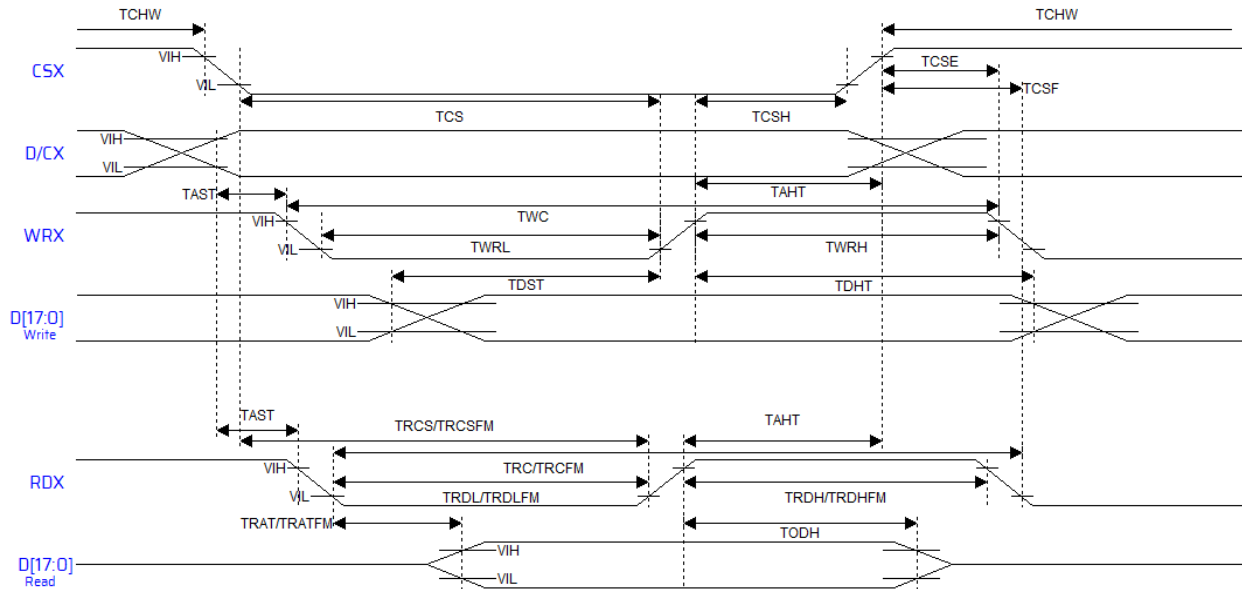 TCHW TCHW
VIH
CSX
TCSE
VIL
TCSF
TCS TCSH
VIH
D/CX
VIL
TAST TAHT
VIH
TWC
WRX
VIL
TWRL TWRH
TDST TDHT
VIH
D[17:0]
Write
VIL
TAST TRCS/TRCSFM TAHT
VIH
TRC/TRCFM
RDX
VIL
TRDL/TRDLFM TRDH/TRDHFM
TRAT/TRATFM
TODH
VIH
D[17:0]
Read
VIL